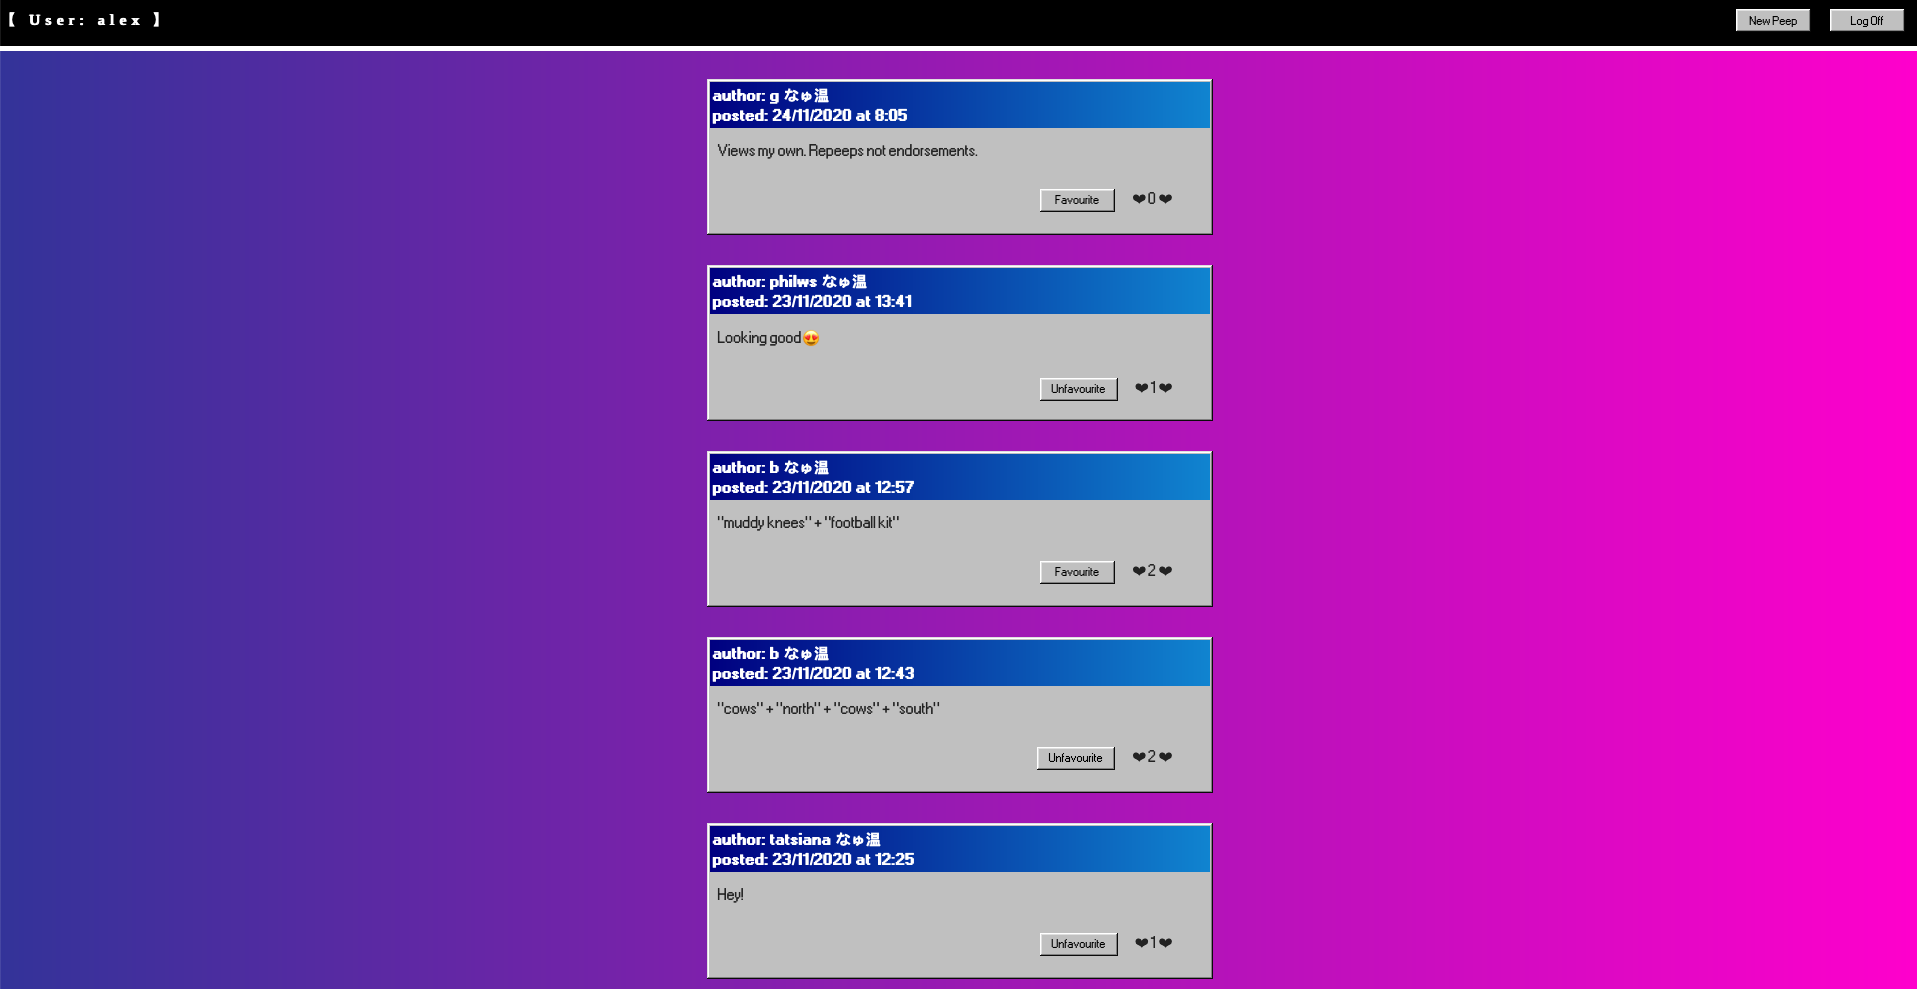 【 User: alex 】
New Peep
Log Off
author: g なゅ温
posted: 24/11/2020 at 8:05
Views my own. Repeeps not endorsements.
Favourite ❤0❤
author: philws なゅ温
posted: 23/11/2020 at 13:41
Looking good😍
Unfavourite ❤1❤
author: b なゅ温
posted: 23/11/2020 at 12:57
"muddy knees" + "football kit"
Favourite ❤2❤
author: b なゅ温
posted: 23/11/2020 at 12:43
"cows" + "north" + "cows" + "south"
Unfavourite ❤2❤
author: tatsiana なゅ温
posted: 23/11/2020 at 12:25
Hey!
Unfavourite ❤1❤